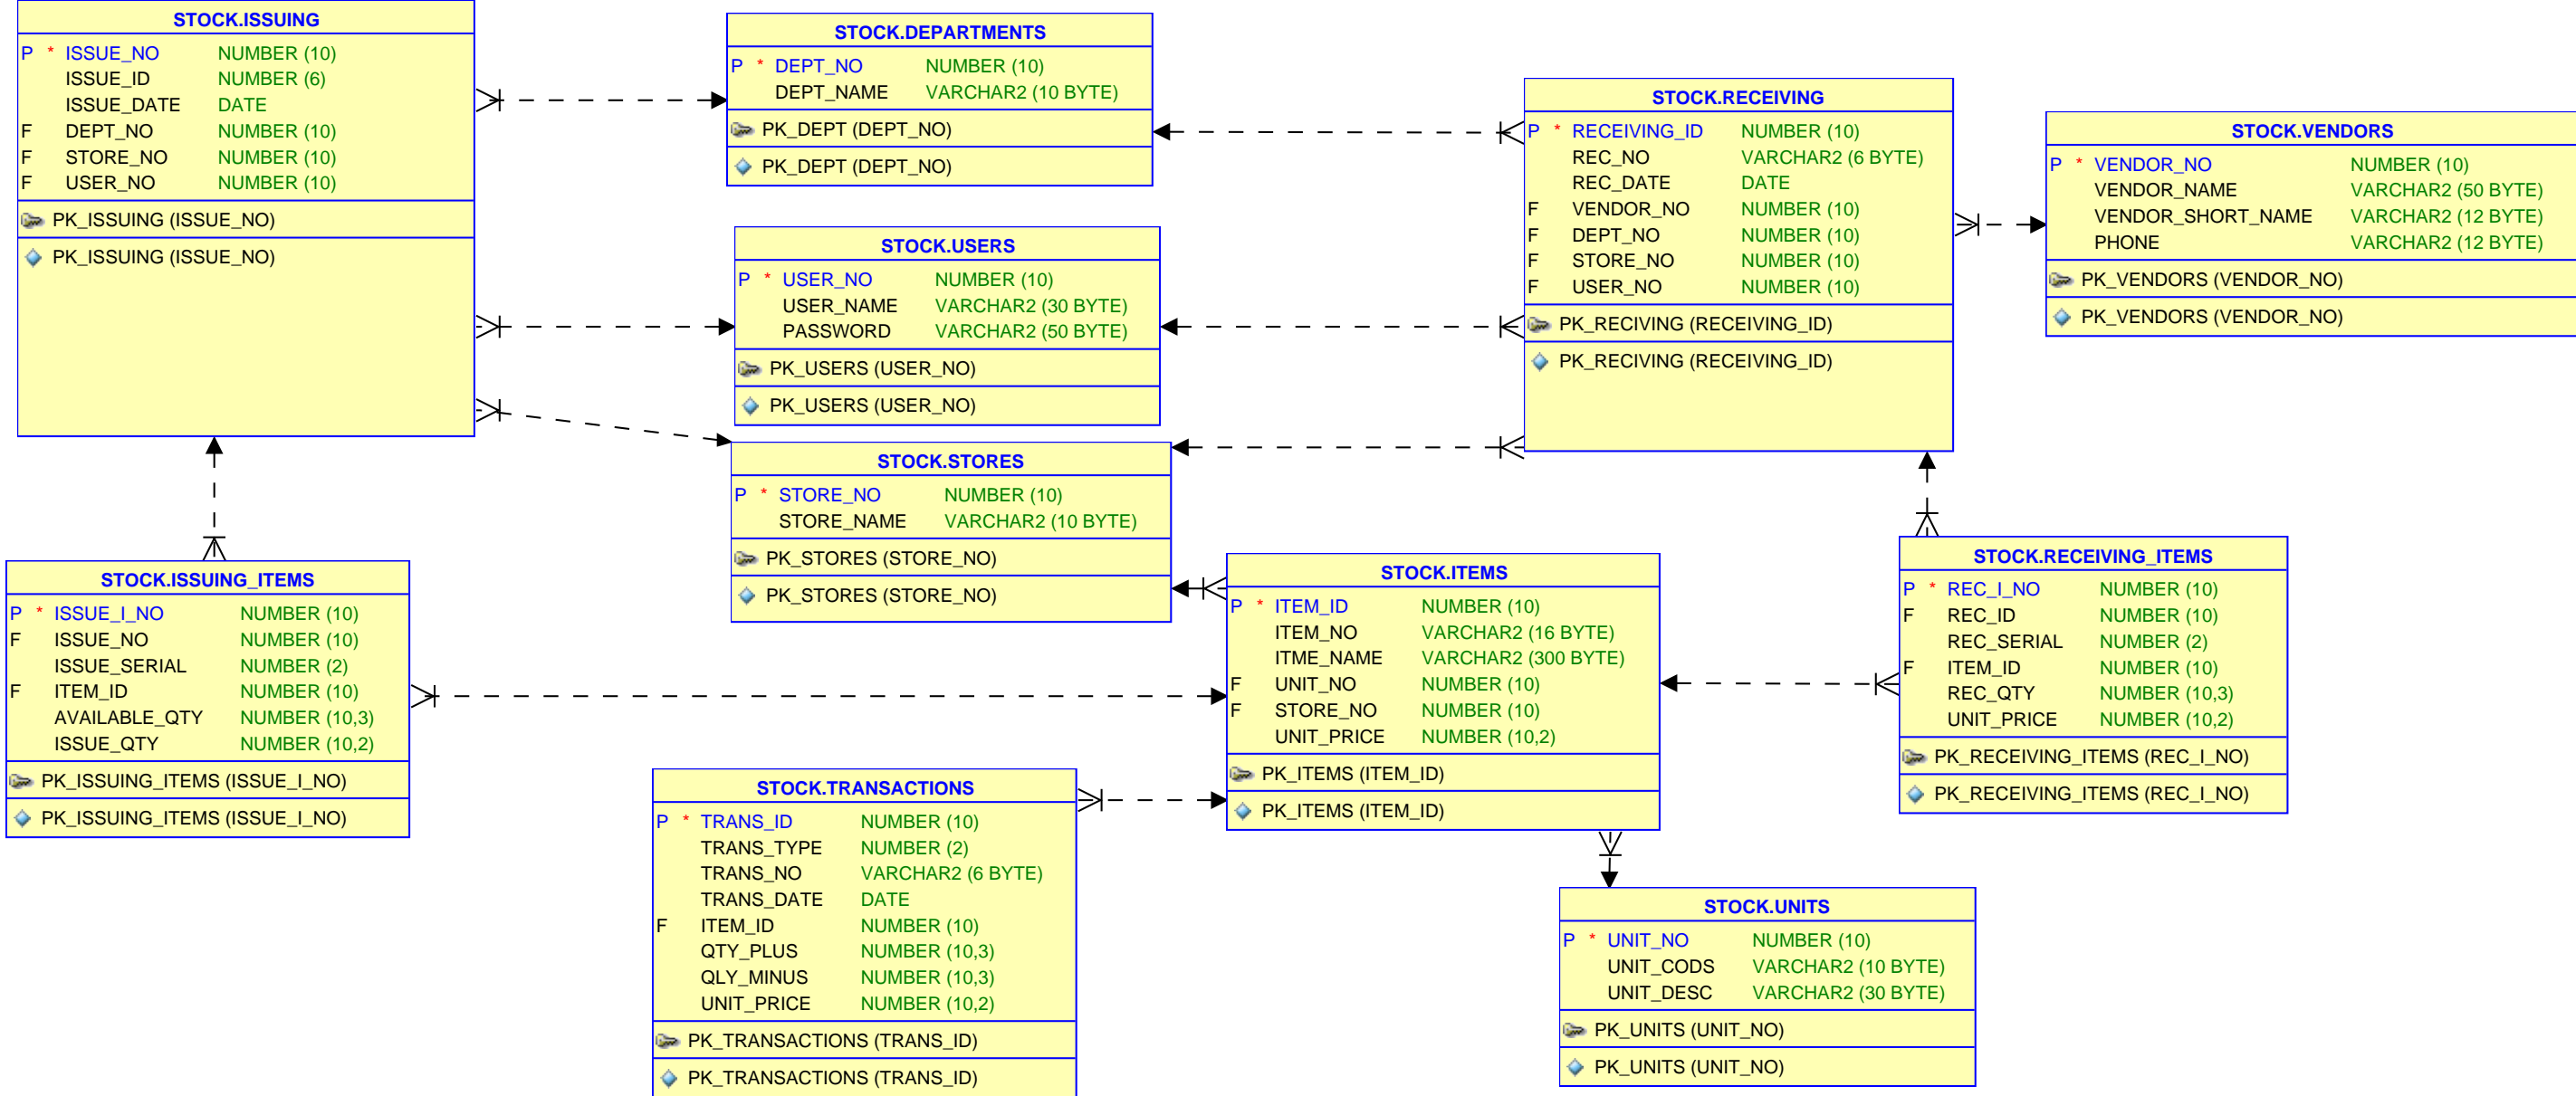 STOCK.ISSUING
P * ISSUE_NO NUMBER (10)
ISSUE_ID NUMBER (6)
ISSUE_DATE DATE
F DEPT_NO NUMBER (10)
F STORE_NO NUMBER (10)
F USER_NO NUMBER (10)
PK_ISSUING (ISSUE_NO)
PK_ISSUING (ISSUE_NO)
STOCK.DEPARTMENTS
P * DEPT_NO NUMBER (10)
DEPT_NAME VARCHAR2 (10 BYTE)
PK_DEPT (DEPT_NO)
PK_DEPT (DEPT_NO)
STOCK.RECEIVING
P * RECEIVING_ID NUMBER (10)
REC_NO VARCHAR2 (6 BYTE)
REC_DATE DATE
F VENDOR_NO NUMBER (10)
F DEPT_NO NUMBER (10)
F STORE_NO NUMBER (10)
F USER_NO NUMBER (10)
PK_RECIVING (RECEIVING_ID)
PK_RECIVING (RECEIVING_ID)
STOCK.VENDORS
P * VENDOR_NO NUMBER (10)
VENDOR_NAME VARCHAR2 (50 BYTE)
VENDOR_SHORT_NAME VARCHAR2 (12 BYTE)
PHONE VARCHAR2 (12 BYTE)
PK_VENDORS (VENDOR_NO)
PK_VENDORS (VENDOR_NO)
STOCK.USERS
P * USER_NO NUMBER (10)
USER_NAME VARCHAR2 (30 BYTE)
PASSWORD VARCHAR2 (50 BYTE)
PK_USERS (USER_NO)
PK_USERS (USER_NO)
STOCK.STORES
P * STORE_NO NUMBER (10)
STORE_NAME VARCHAR2 (10 BYTE)
PK_STORES (STORE_NO)
PK_STORES (STORE_NO)
STOCK.ISSUING_ITEMS
P * ISSUE_I_NO NUMBER (10)
F ISSUE_NO NUMBER (10)
ISSUE_SERIAL NUMBER (2)
F ITEM_ID NUMBER (10)
AVAILABLE_QTY NUMBER (10,3)
ISSUE_QTY NUMBER (10,2)
PK_ISSUING_ITEMS (ISSUE_I_NO)
PK_ISSUING_ITEMS (ISSUE_I_NO)
STOCK.ITEMS
P * ITEM_ID NUMBER (10)
ITEM_NO VARCHAR2 (16 BYTE)
ITME_NAME VARCHAR2 (300 BYTE)
F UNIT_NO NUMBER (10)
F STORE_NO NUMBER (10)
UNIT_PRICE NUMBER (10,2)
PK_ITEMS (ITEM_ID)
PK_ITEMS (ITEM_ID)
STOCK.RECEIVING_ITEMS
P * REC_I_NO NUMBER (10)
F REC_ID NUMBER (10)
REC_SERIAL NUMBER (2)
F ITEM_ID NUMBER (10)
REC_QTY NUMBER (10,3)
UNIT_PRICE NUMBER (10,2)
PK_RECEIVING_ITEMS (REC_I_NO)
PK_RECEIVING_ITEMS (REC_I_NO)
STOCK.TRANSACTIONS
P * TRANS_ID NUMBER (10)
TRANS_TYPE NUMBER (2)
TRANS_NO VARCHAR2 (6 BYTE)
TRANS_DATE DATE
F ITEM_ID NUMBER (10)
QTY_PLUS NUMBER (10,3)
QLY_MINUS NUMBER (10,3)
UNIT_PRICE NUMBER (10,2)
PK_TRANSACTIONS (TRANS_ID)
PK_TRANSACTIONS (TRANS_ID)
STOCK.UNITS
P * UNIT_NO NUMBER (10)
UNIT_CODS VARCHAR2 (10 BYTE)
UNIT_DESC VARCHAR2 (30 BYTE)
PK_UNITS (UNIT_NO)
PK_UNITS (UNIT_NO)